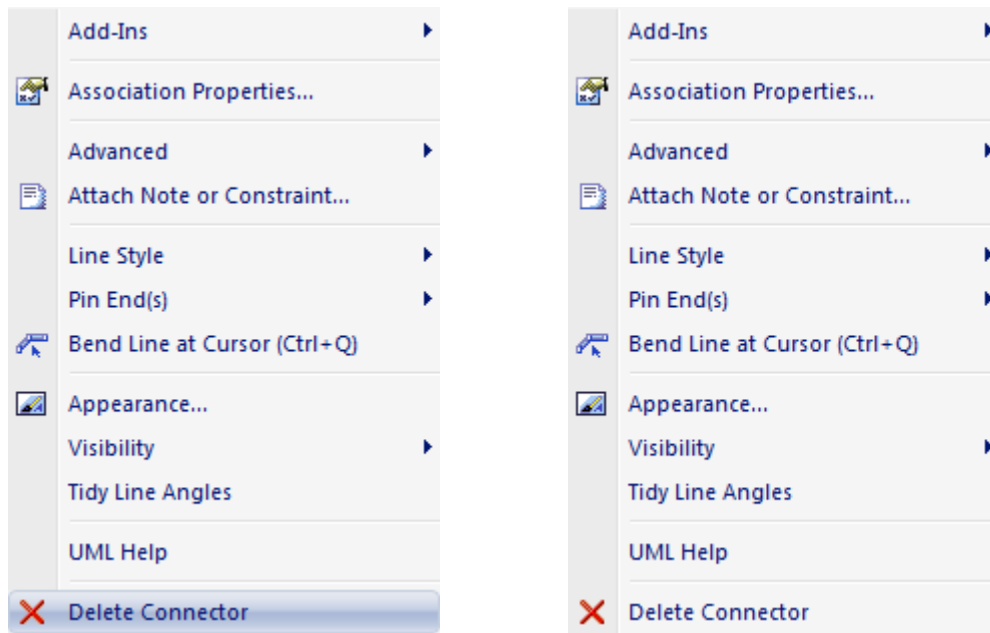 Add-Ins
Association Properties...
Advanced
Attach Note or Constraint...
Line Style
Pin End(s)
Bend Line at Cursor (Ctrl+Q)
Appearance...
Visibility
Tidy Line Angles
UML Help
Delete Connector
Add-Ins
Association Properties...
Advanced
Attach Note or Constraint...
Line Style
Pin End(s)
Bend Line at Cursor (Ctrl+Q)
Appearance...
Visibility
Tidy Line Angles
UML Help
Delete Connector